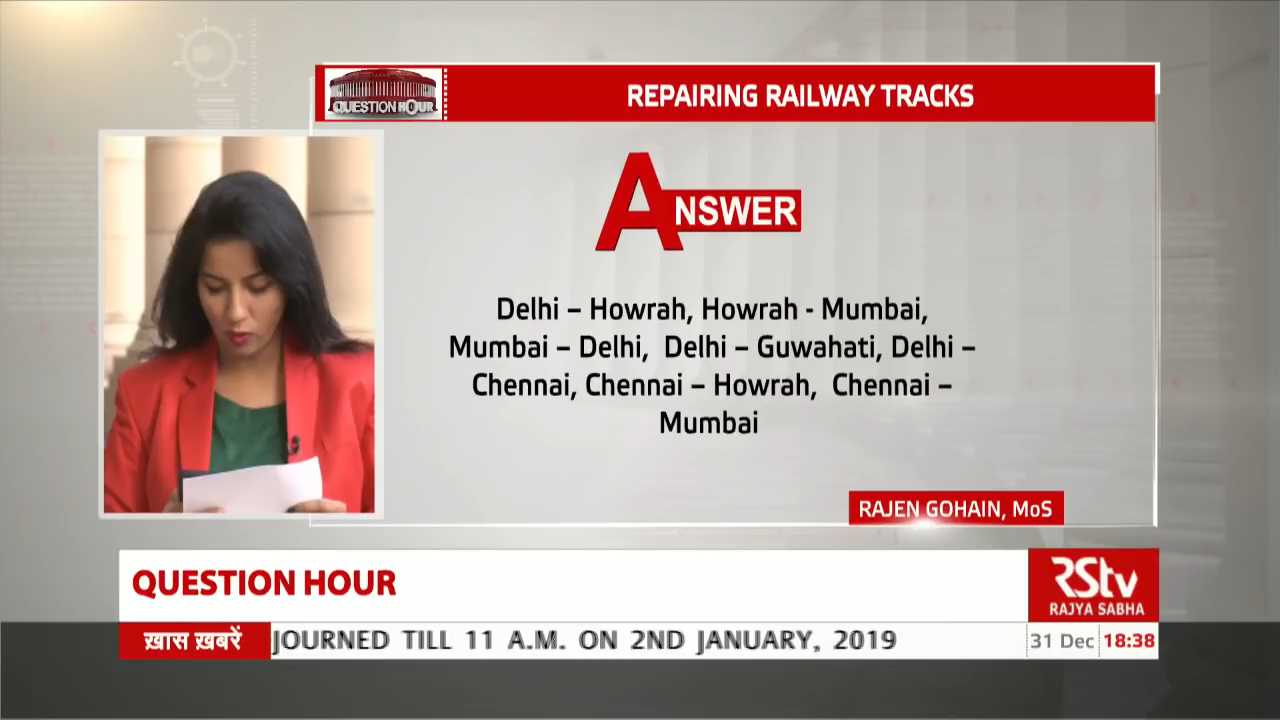 QUESTION HOUR
REPAIRING RAILWAY TRACKS
ANSWER
Delhi – Howrah, Howrah - Mumbai,
Mumbai – Delhi,  Delhi – Guwahati, Delhi –
Chennai, Chennai – Howrah,  Chennai –
Mumbai
RAJEN GOHAIN, MoS
QUESTION HOUR
RSTV
RAJYA SABHA
ख़ास ख़बरें
JOURNED TILL 11 A.M. ON 2ND JANUARY, 2019
31 Dec 18:38